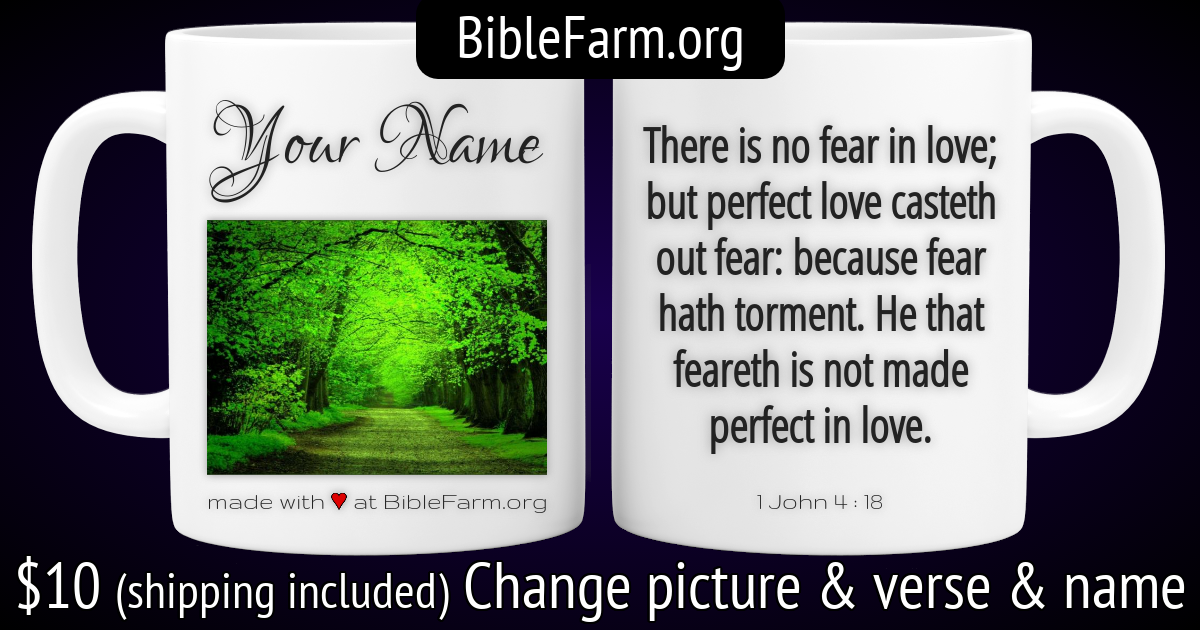 BibleFarm.org
Your Name
made with ♥ at BibleFarm.org
There is no fear in love;
but perfect love casteth
out fear: because fear
hath torment. He that
feareth is not made
perfect in love.
1 John 4 : 18
$10 (shipping included) Change picture & verse & name